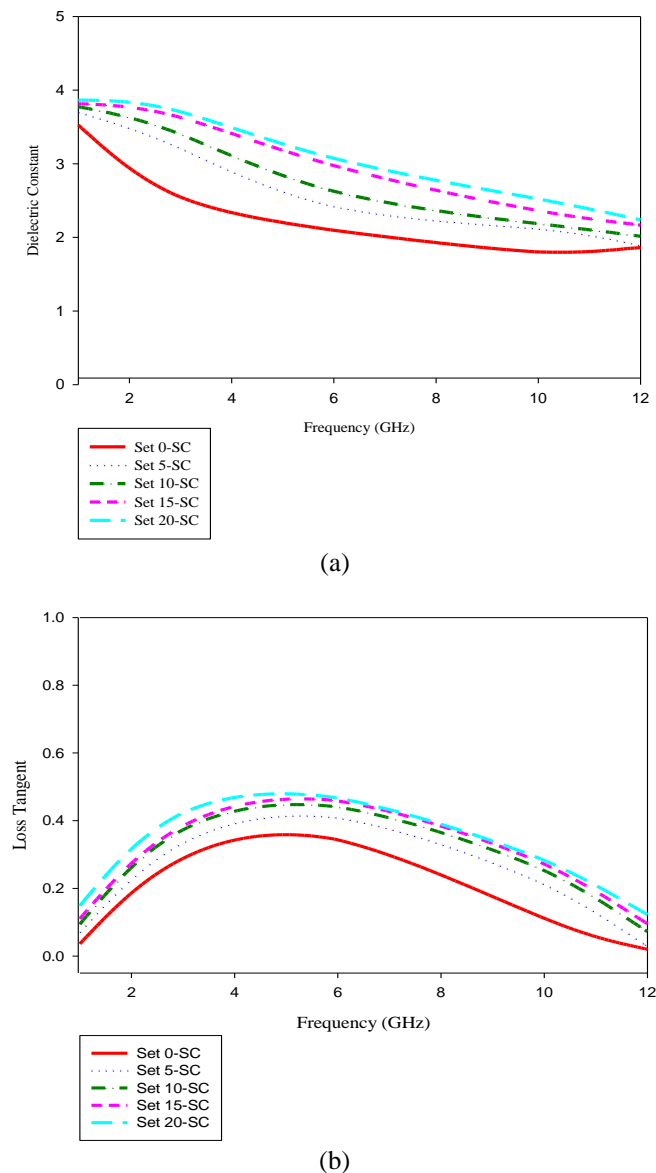 5
4
3
2
1
0
Dielectric Constant
2 4 6 8 10 12
Frequency (GHz)
Set 0-SC
Set 5-SC
Set 10-SC
Set 15-SC
Set 20-SC
(a)
1.0
0.8
0.6
0.4
0.2
0.0
Loss Tangent
2 4 6 8 10 12
Frequency (GHz)
Set 0-SC
Set 5-SC
Set 10-SC
Set 15-SC
Set 20-SC
(b)